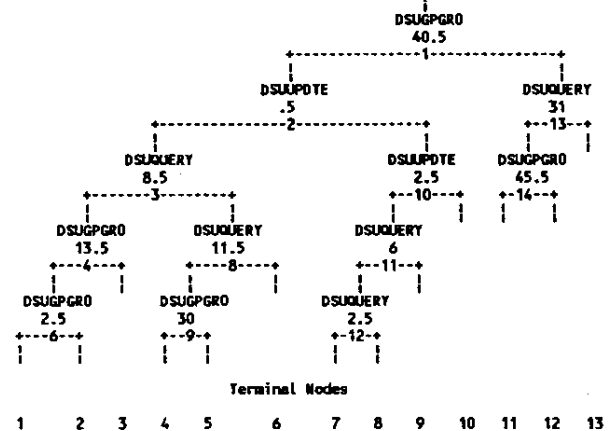 DSUGPGRO
40.5
1
DSUUPDTE DSUQUERY
.5 31
2 13
DSUQUERY DSUUPDTE DSUGPGRO
8.5 2.5 45.5
3 10 14
DSUGPGRO DSUQUERY DSUQUERY
13.5 11.5 6
4 8 11
DSUGPGRO DSUGPGRO DSUQUERY
2.5 30 2.5
6 9 12
Terminal Nodes
1 2 3 4 5 6 7 8 9 10 11 12 13